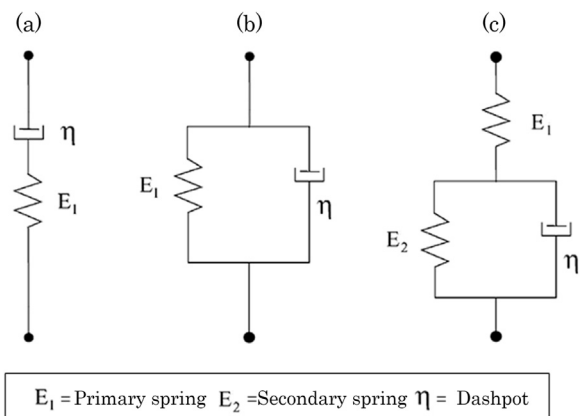 (a)
(b)
(c)
η
E₁
E₁
η
E₁
E₂
η
E₁ = Primary spring E₂ =Secondary spring η = Dashpot